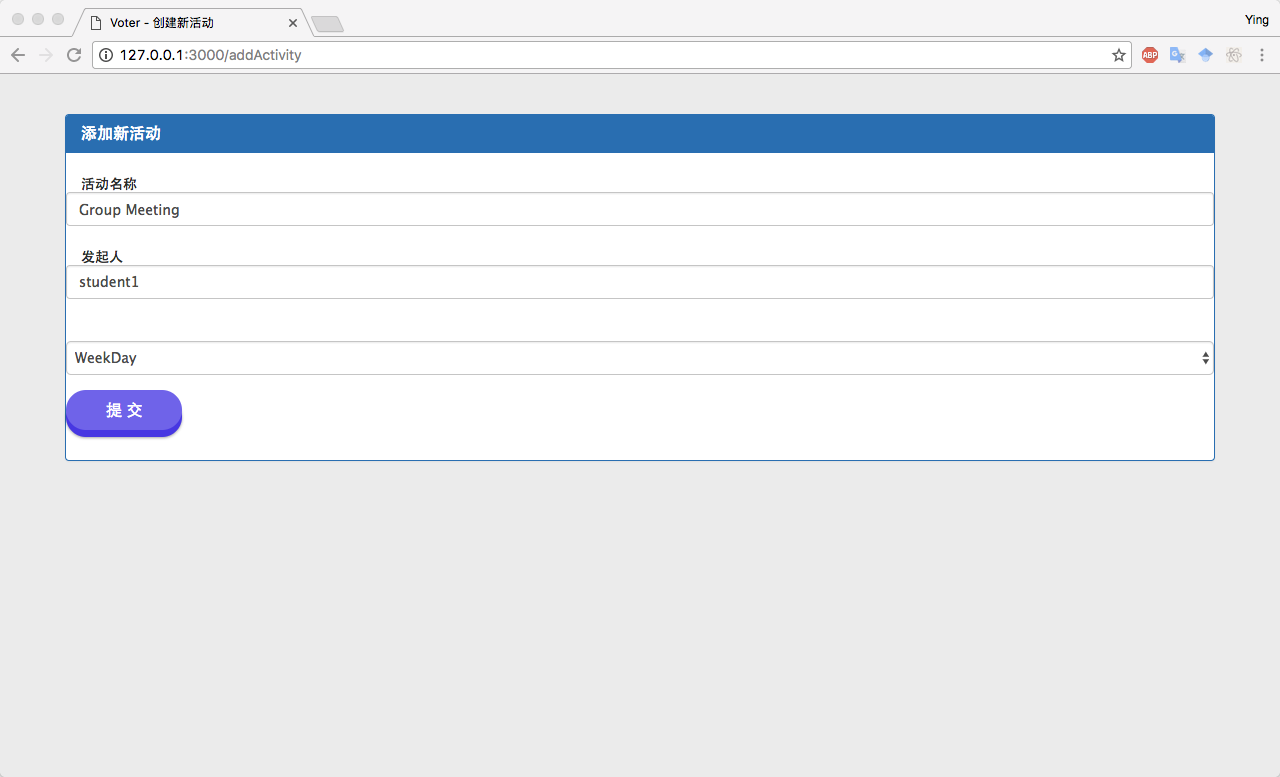 Voter - 创建新活动
Ying
127.0.0.1:3000/addActivity
ABP
添加新活动
活动名称
Group Meeting
发起人
student1
WeekDay
提 交